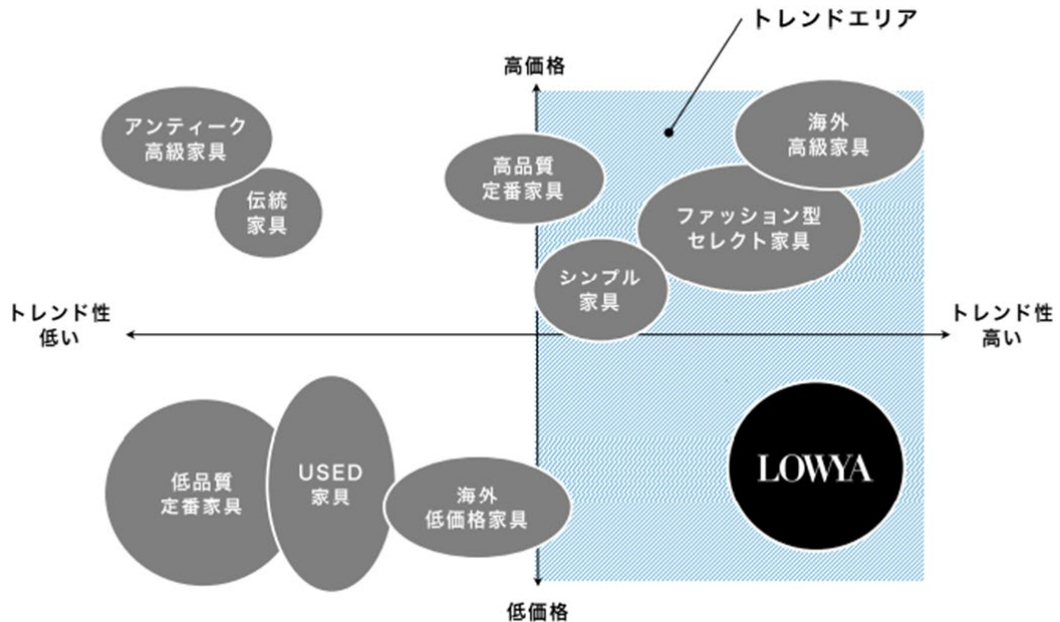 トレンドエリア
高価格
アンティーク
高級家具
伝統
家具
高品質
定番家具
海外
高級家具
ファッション型
セレクト家具
シンプル
家具
トレンド性
低い
トレンド性
高い
低品質
定番家具
USED
家具
海外
低価格家具
LOWYA
低価格